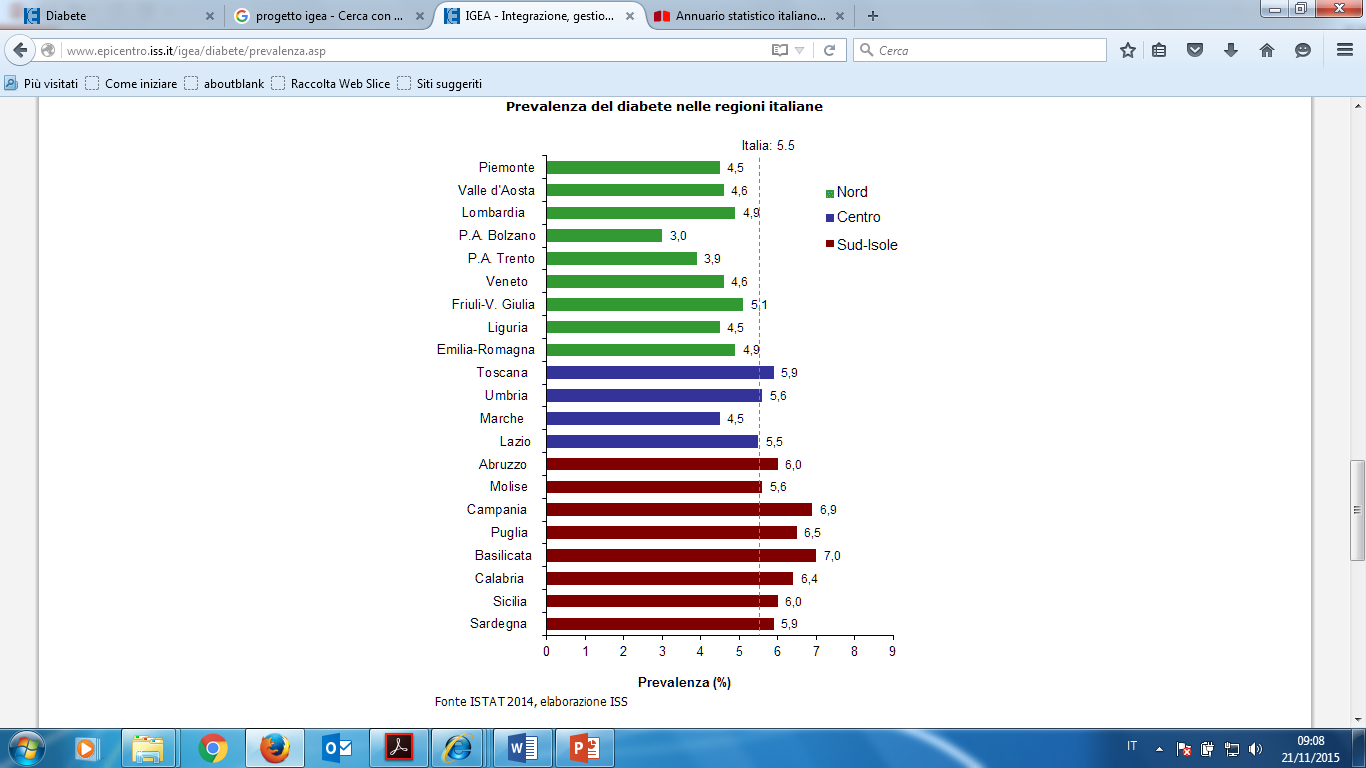 Diabete
progetto igea - Cerca con ...
IGEA - Integrazione, gestio...
Annuario statistico italiano...
www.epicentro.iss.it/igea/diabete/prevalenza.asp
Cerca
Più visitati Come iniziare aboutblank Raccolta Web Slice Siti suggeriti
Prevalenza del diabete nelle regioni italiane
Italia: 5.5
Piemonte 4,5
Valle d'Aosta 4,6
Lombardia 4,9
P.A. Bolzano 3,0
P.A. Trento 3,9
Veneto 4,6
Friuli-V. Giulia 5,1
Liguria 4,5
Emilia-Romagna 4,9
Toscana 5,9
Umbria 5,6
Marche 4,5
Lazio 5,5
Abruzzo 6,0
Molise 5,6
Campania 6,9
Puglia 6,5
Basilicata 7,0
Calabria 6,4
Sicilia 6,0
Sardegna 5,9
Nord
Centro
Sud-Isole
0 1 2 3 4 5 6 7 8 9
Prevalenza (%)
Fonte ISTAT 2014, elaborazione ISS
IT
09:08
21/11/2015